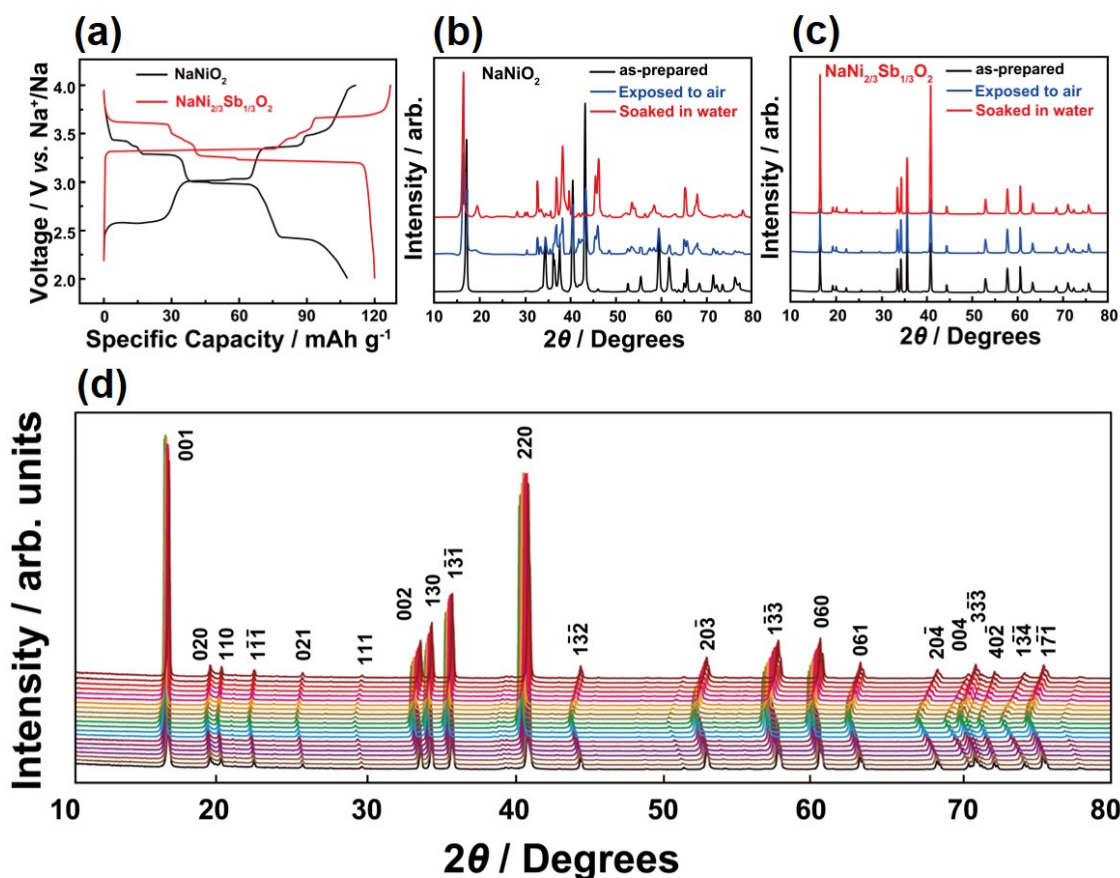 (a)
NaNiO₂
NaNi₂/₃Sb₁/₃O₂
Voltage / V vs. Na⁺/Na
4.0
3.5
3.0
2.5
2.0
0 30 60 90 120
Specific Capacity / mAh g⁻¹
(b)
NaNiO₂
as-prepared
Exposed to air
Soaked in water
Intensity / arb.
10 20 30 40 50 60 70 80
2θ / Degrees
(c)
NaNi₂/₃Sb₁/₃O₂
as-prepared
Exposed to air
Soaked in water
Intensity / arb.
10 20 30 40 50 60 70 80
2θ / Degrees
(d)
Intensity / arb. units
001
020
110
11̅1
021
111
002
130
13̅1
220
13̅2
203̅
13̅3
060
061
204̅
004
33̅3
402̅
1̅34
1̅71
10 20 30 40 50 60 70 80
2θ / Degrees